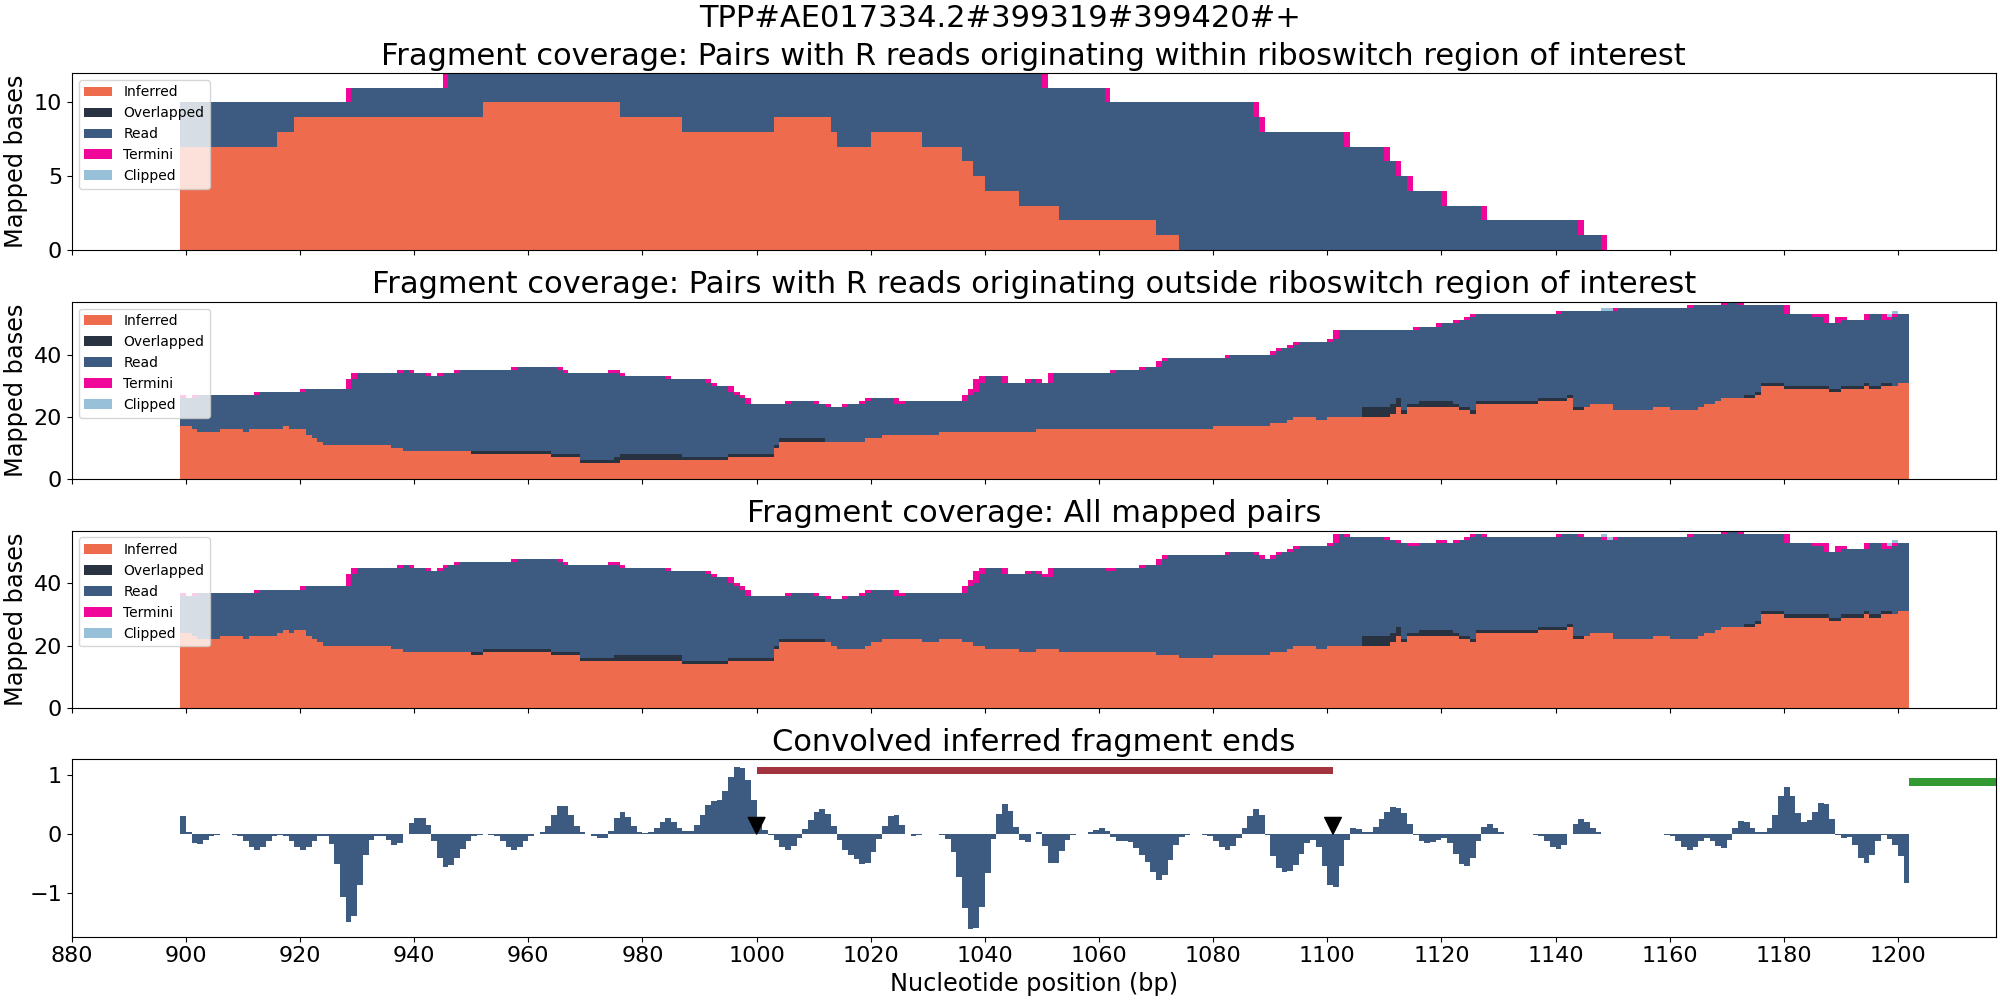 TPP#AE017334.2#399319#399420#+
Fragment coverage: Pairs with R reads originating within riboswitch region of interest
Mapped bases
10
5
0
Inferred
Overlapped
Read
Termini
Clipped
Fragment coverage: Pairs with R reads originating outside riboswitch region of interest
Mapped bases
40
20
0
Inferred
Overlapped
Read
Termini
Clipped
Fragment coverage: All mapped pairs
Mapped bases
40
20
0
Inferred
Overlapped
Read
Termini
Clipped
Convolved inferred fragment ends
1
0
−1
880 900 920 940 960 980 1000 1020 1040 1060 1080 1100 1120 1140 1160 1180 1200
Nucleotide position (bp)